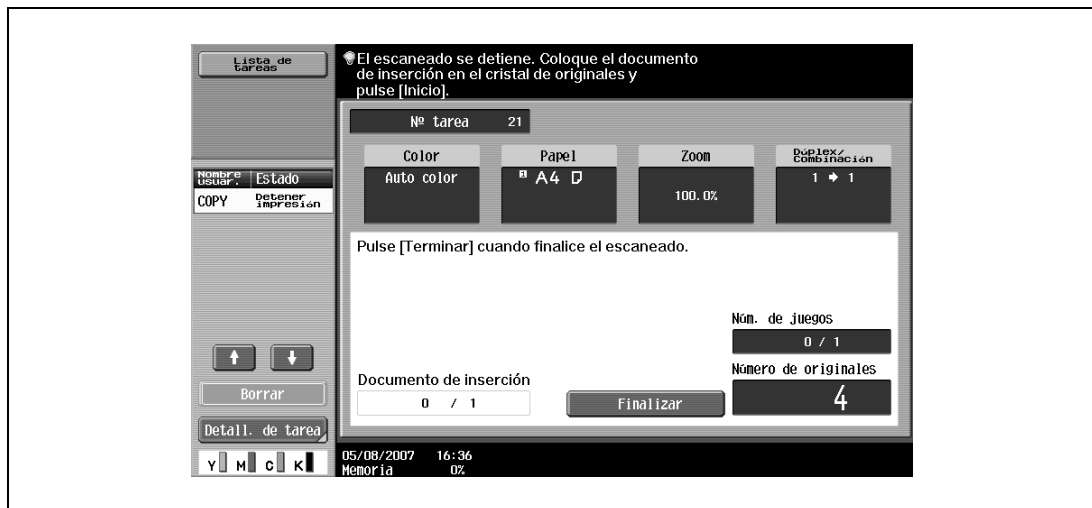 Lista de
tareas
El escaneado se detiene. Coloque el documento
de inserción en el cristal de originales y
pulse [Inicio].
Nº tarea 21
Color Papel Zoom Dúplex/
Combinación
Auto color 1 A4 100.0% 1 ➔ 1
Nombre
usuar. Estado
COPY Detener
impresión
Pulse [Terminar] cuando finalice el escaneado.
Núm. de juegos
0 / 1
Número de originales
4
Documento de inserción
0 / 1
Finalizar
Borrar
Detall. de tarea
Y M C K
05/08/2007 16:36
Memoria 0%